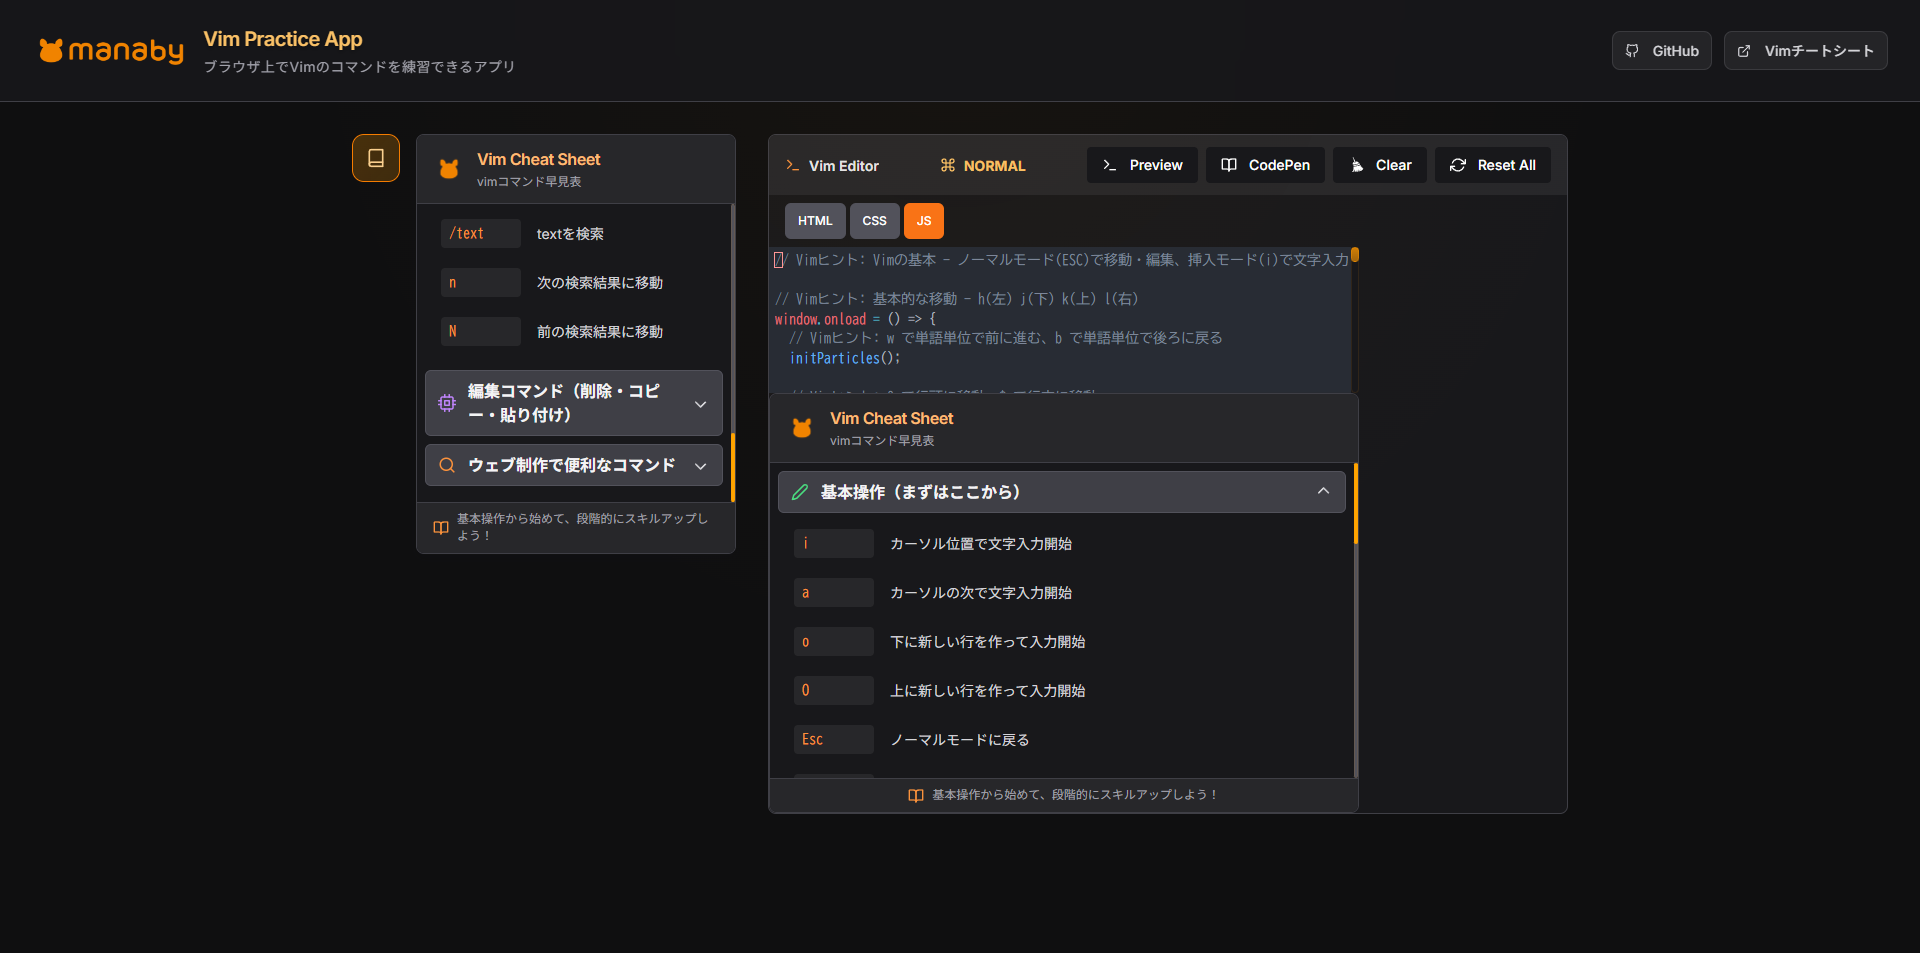 manaby
Vim Practice App
ブラウザ上でVimのコマンドを練習できるアプリ
GitHub
Vimチートシート
Vim Cheat Sheet
vimコマンド早見表
/text
textを検索
n
次の検索結果に移動
N
前の検索結果に移動
編集コマンド（削除・コピ
ー・貼り付け）
ウェブ制作で便利なコマンド
基本操作から始めて、段階的にスキルアップし
よう！
Vim Editor
NORMAL
Preview
CodePen
Clear
Reset All
HTML
CSS
JS
// Vimヒント: Vimの基本 - ノーマルモード(ESC)で移動・編集、挿入モード(i)で文字入力
// Vimヒント: 基本的な移動 - h(左) j(下) k(上) l(右)
window.onload = () => {
// Vimヒント: w で単語単位で前に進む、b で単語単位で後ろに戻る
initParticles();
Vim Cheat Sheet
vimコマンド早見表
基本操作（まずはここから）
i
カーソル位置で文字入力開始
a
カーソルの次で文字入力開始
o
下に新しい行を作って入力開始
O
上に新しい行を作って入力開始
Esc
ノーマルモードに戻る
基本操作から始めて、段階的にスキルアップしよう！